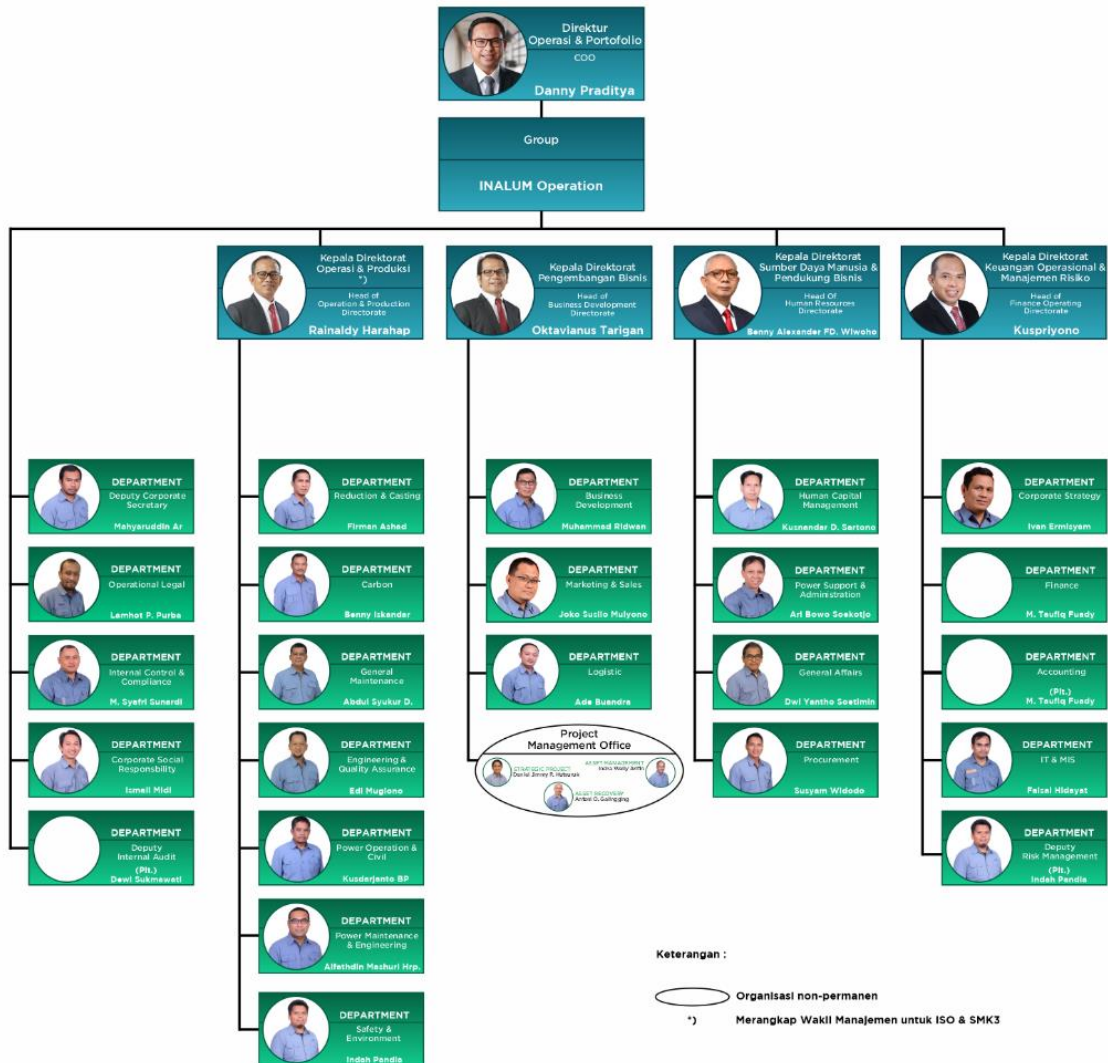 Direktur
Operasi & Portofolio
COO
Danny Praditya
Group
INALUM Operation
Kepala Direktorat
Operasi & Produksi
*)
Head of
Operation & Production
Directorate
Rainaldy Harahap
Kepala Direktorat
Pengembangan Bisnis
Head of
Business Development
Directorate
Oktavianus Tarigan
Kepala Direktorat
Sumber Daya Manusia &
Pendukung Bisnis
Head Of
Human Resources
Directorate
Benny Alexander FD. Wiwoho
Kepala Direktorat
Keuangan Operasional &
Manajemen Risiko
Head of
Finance Operating
Directorate
Kuspriyono
DEPARTMENT
Deputy Corporate
Secretary
Mahyaruddin Ar
DEPARTMENT
Operational Legal
Lamhot P. Purba
DEPARTMENT
Internal Control &
Compliance
M. Syafri Sunardi
DEPARTMENT
Corporate Social
Responsbility
Ismail Midi
DEPARTMENT
Deputy
Internal Audit
(Plt.)
Dewi Sukmawati
DEPARTMENT
Reduction & Casting
Firman Ashad
DEPARTMENT
Carbon
Benny Iskandar
DEPARTMENT
General
Maintenance
Abdul Syukur D.
DEPARTMENT
Engineering &
Quality Assurance
Edi Mugiono
DEPARTMENT
Power Operation &
Civil
Kusdarjanto BP
DEPARTMENT
Power Maintenance
& Engineering
Alfathdin Mashuri Hrp.
DEPARTMENT
Safety &
Environment
Indah Pandia
DEPARTMENT
Business
Development
Muhammad Ridwan
DEPARTMENT
Marketing & Sales
Joko Susilo Mulyono
DEPARTMENT
Logistic
Ade Buandra
Project
Management Office
STRATEGIC PROJECT
ASSET MANAGEMENT
ASSET RECOVERY
DEPARTMENT
Human Capital
Management
Kusnandar D. Sartono
DEPARTMENT
Power Support &
Administration
Ari Bowo Soekotjo
DEPARTMENT
General Affairs
Dwi Yantho Soetimin
DEPARTMENT
Procurement
Susyam Widodo
DEPARTMENT
Corporate Strategy
Ivan Ermisyam
DEPARTMENT
Finance
M. Taufiq Fuady
DEPARTMENT
Accounting
(Plt.)
M. Taufiq Fuady
DEPARTMENT
IT & MIS
Faisal Hidayat
DEPARTMENT
Deputy
Risk Management
(Plt.)
Indah Pandia
Keterangan :
Organisasi non-permanen
*) Merangkap Wakil Manajemen untuk ISO & SMK3